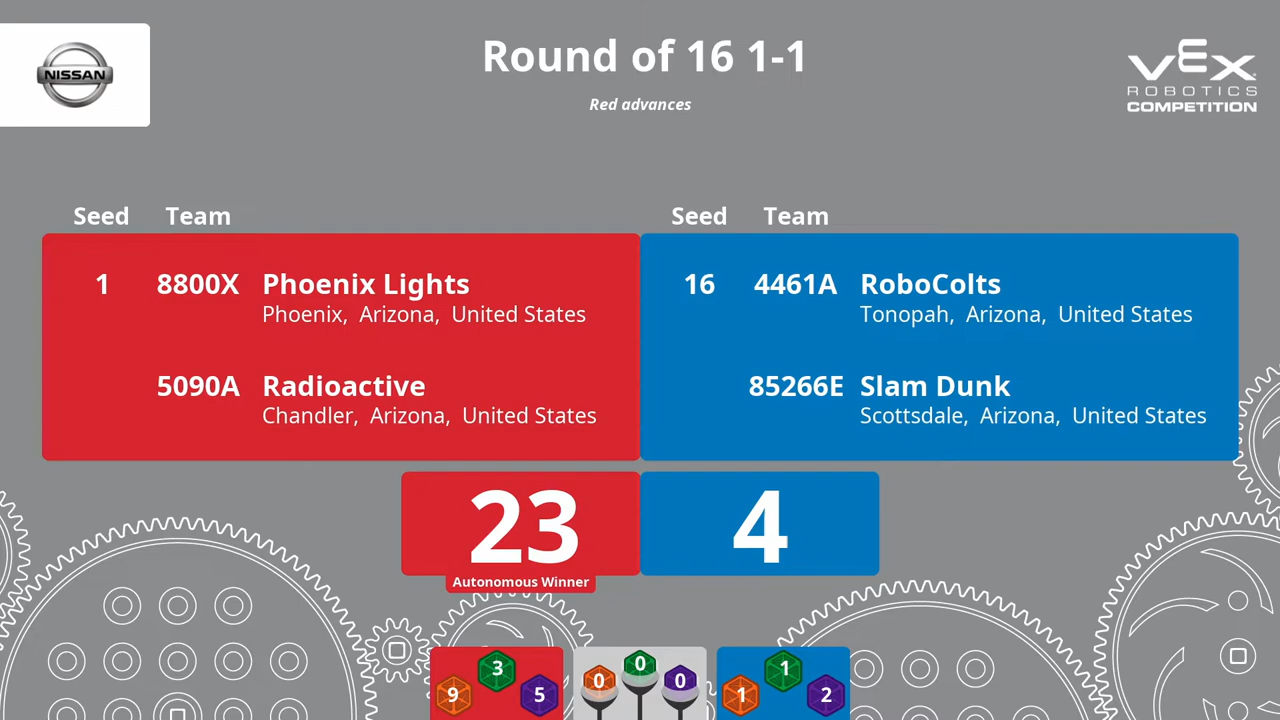 NISSAN
Round of 16 1-1
Red advances
VEX
ROBOTICS
COMPETITION
Seed Team
Seed Team
1 8800X Phoenix Lights
Phoenix, Arizona, United States
5090A Radioactive
Chandler, Arizona, United States
16 4461A RoboColts
Tonopah, Arizona, United States
85266E Slam Dunk
Scottsdale, Arizona, United States
23
4
Autonomous Winner
9 3 5
0 0 0
1 1 2